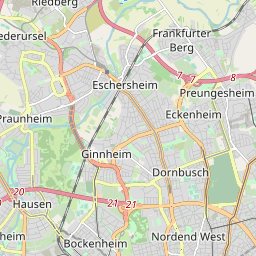 Riedberg
ederursel
Frankfurter
Berg
7
7
8
Eschersheim
Preungesheim
Praunheim
Eckenheim
Ginnheim
Dornbusch
20
20
Hausen
21
21
heim
Bockenheim
Nordend West